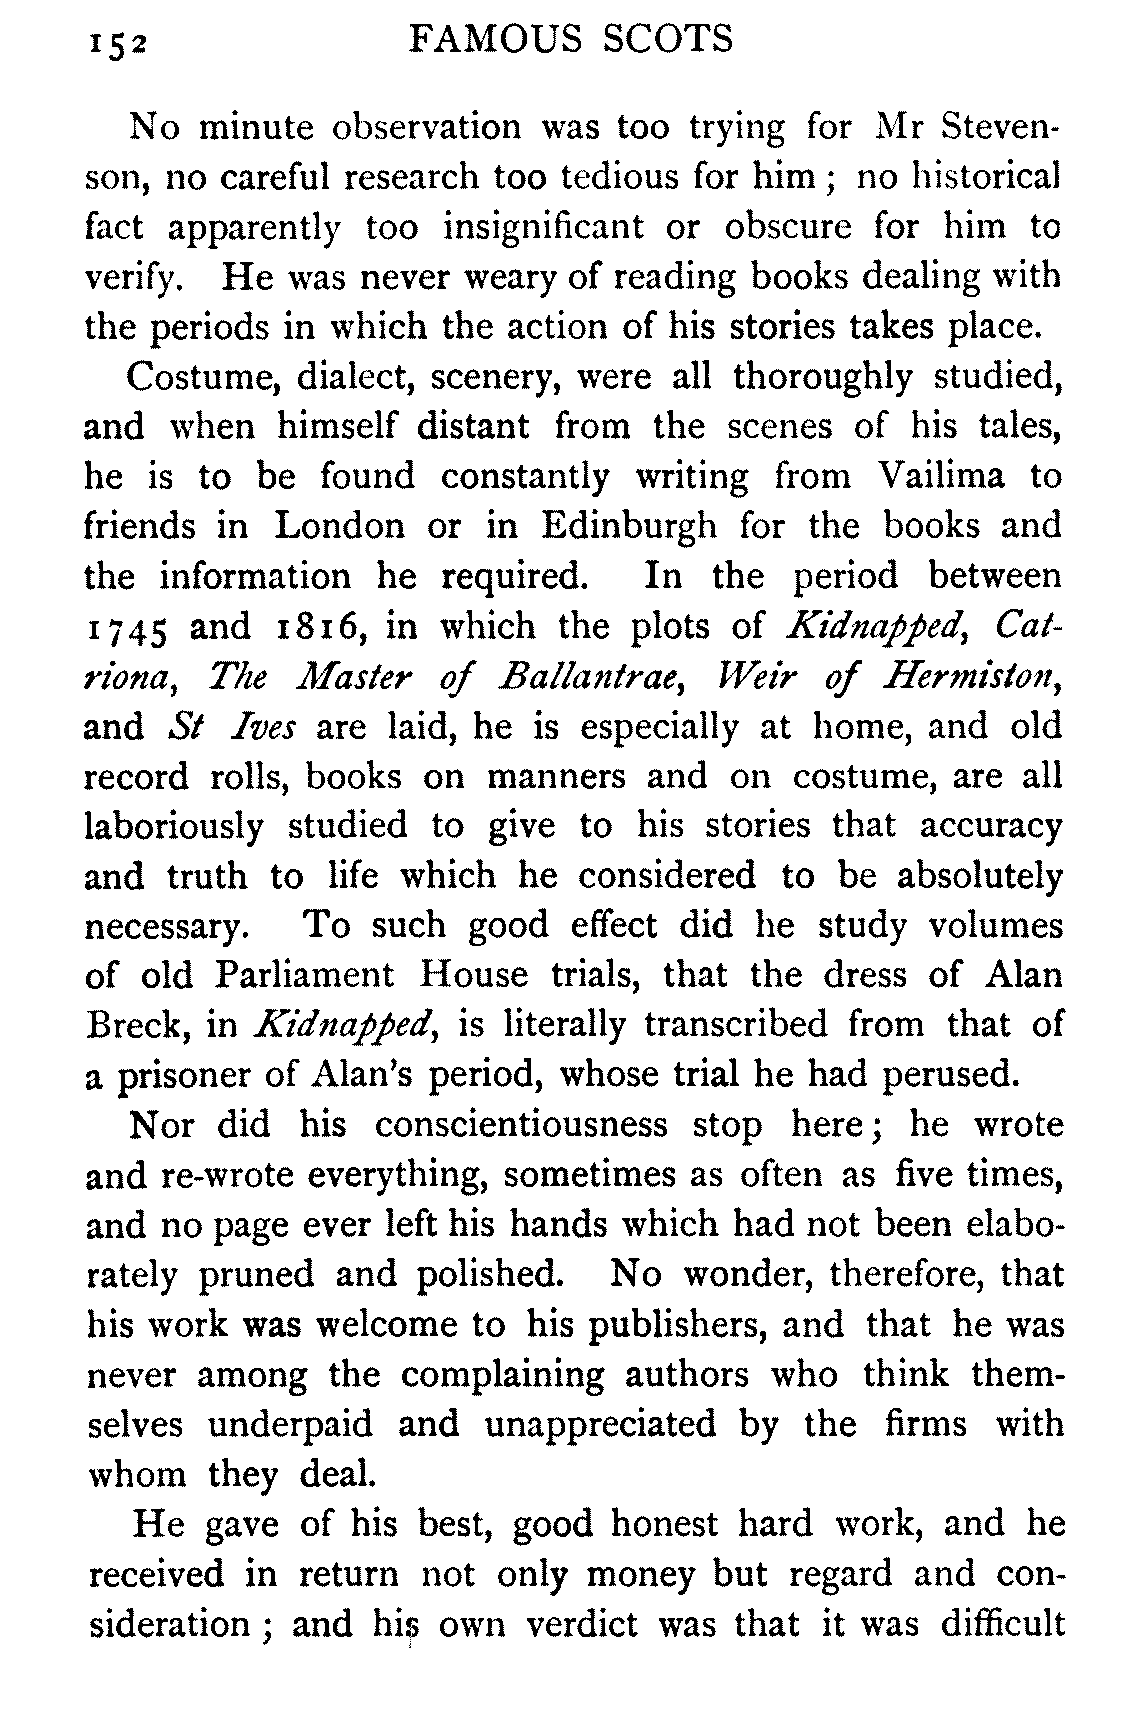 152 FAMOUS SCOTS
No minute observation was too trying for Mr Steven-
son, no careful research too tedious for him ; no historical
fact apparently too insignificant or obscure for him to
verify. He was never weary of reading books dealing with
the periods in which the action of his stories takes place.
Costume, dialect, scenery, were all thoroughly studied,
and when himself distant from the scenes of his tales,
he is to be found constantly writing from Vailima to
friends in London or in Edinburgh for the books and
the information he required. In the period between
1745 and 1816, in which the plots of Kidnapped, Cat-
riona, The Master of Ballantrae, Weir of Hermiston,
and St Ives are laid, he is especially at home, and old
record rolls, books on manners and on costume, are all
laboriously studied to give to his stories that accuracy
and truth to life which he considered to be absolutely
necessary. To such good effect did he study volumes
of old Parliament House trials, that the dress of Alan
Breck, in Kidnapped, is literally transcribed from that of
a prisoner of Alan's period, whose trial he had perused.
Nor did his conscientiousness stop here ; he wrote
and re-wrote everything, sometimes as often as five times,
and no page ever left his hands which had not been elabo-
rately pruned and polished. No wonder, therefore, that
his work was welcome to his publishers, and that he was
never among the complaining authors who think them-
selves underpaid and unappreciated by the firms with
whom they deal.
He gave of his best, good honest hard work, and he
received in return not only money but regard and con-
sideration ; and his own verdict was that it was difficult